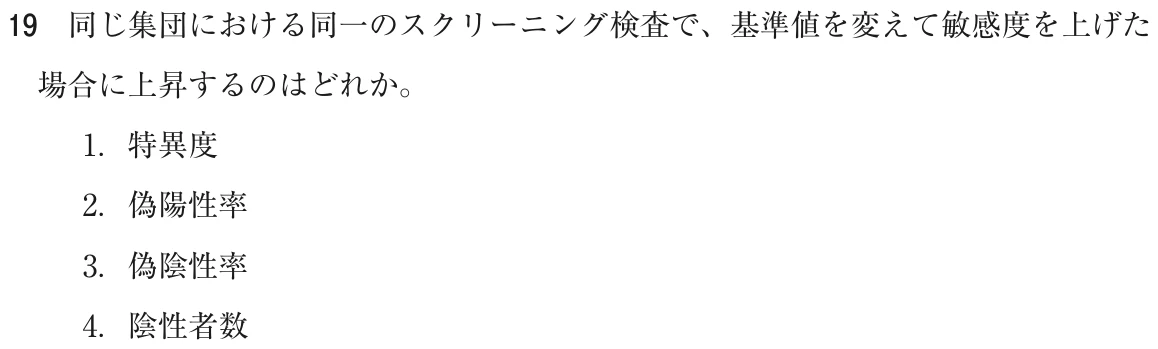 19 同じ集団における同一のスクリーニング検査で、基準値を変えて敏感度を上げた
場合に上昇するのはどれか。
1. 特異度
2. 偽陽性率
3. 偽陰性率
4. 陰性者数